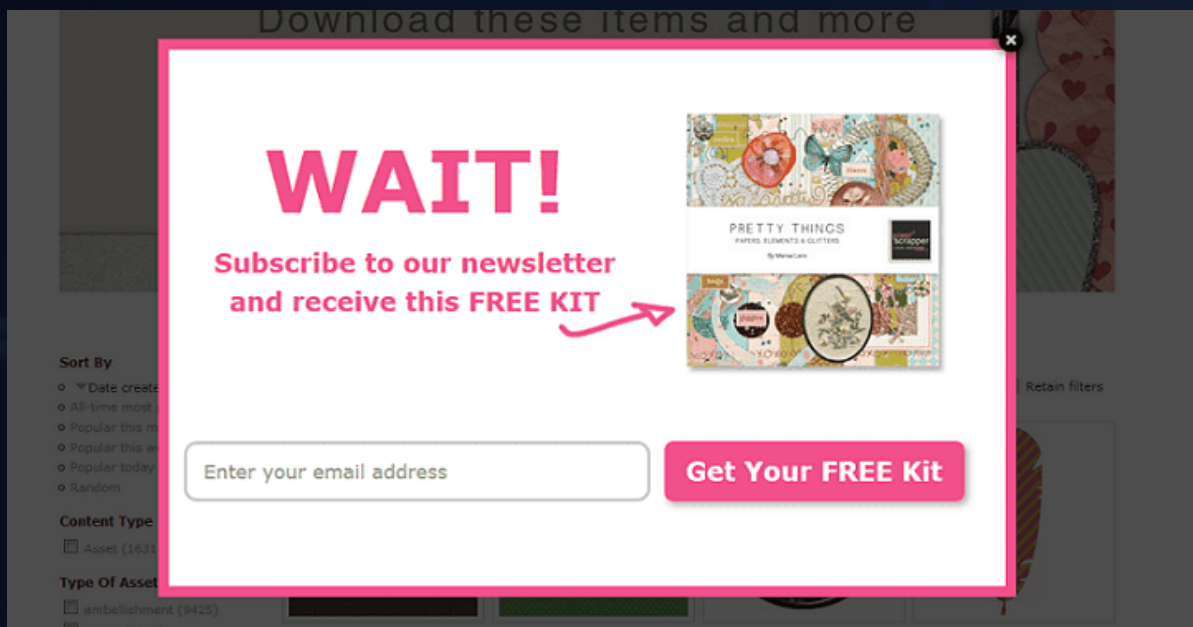 Download these items and more
WAIT!
Subscribe to our newsletter
and receive this FREE KIT
PRETTY THINGS
PAPERS, ELEMENTS & GLITTERS
scrapper
Enter your email address
Get Your FREE Kit
Sort By
Date create
All-time most
Popular this m
Popular this w
Popular today
Random
Retain filters
Content Type
Asset (1631
Type Of Asset
embellishment (9425)